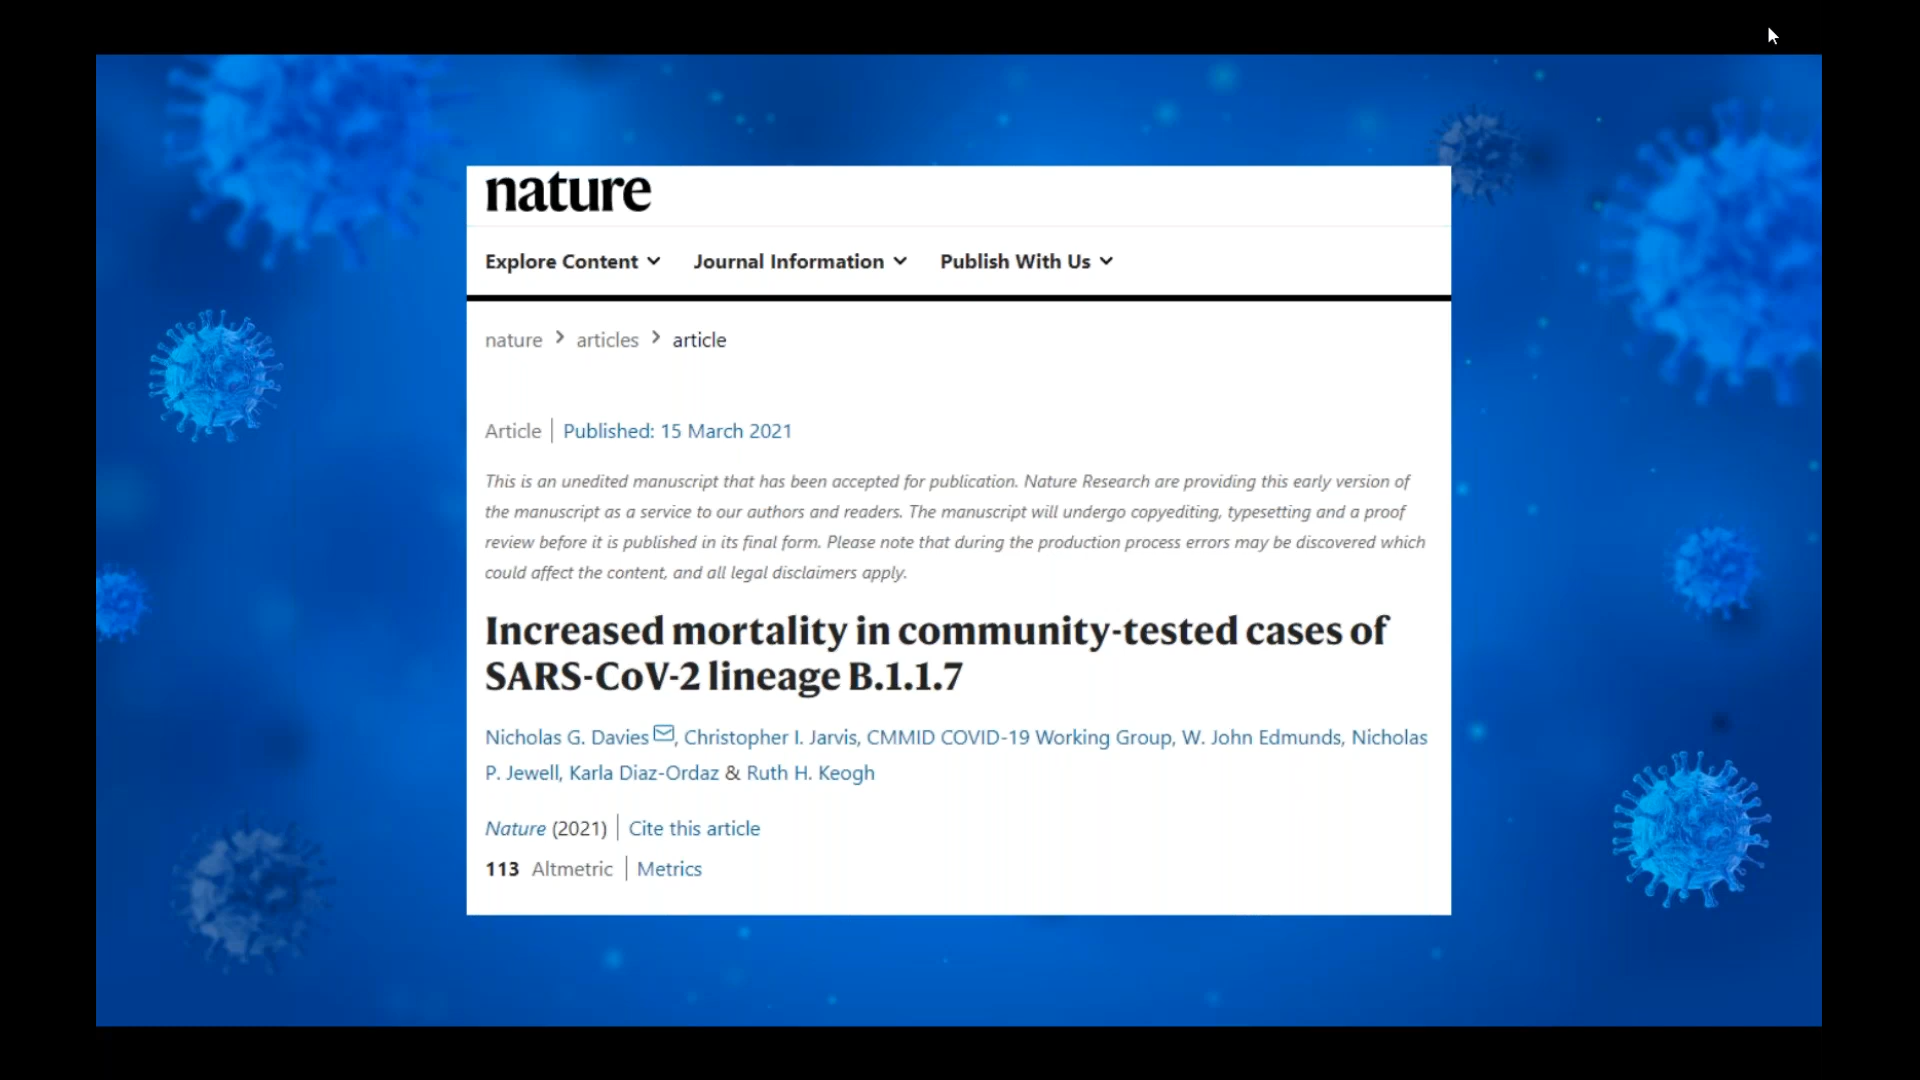 nature
Explore Content Journal Information Publish With Us
nature > articles > article
Article | Published: 15 March 2021
This is an unedited manuscript that has been accepted for publication. Nature Research are providing this early version of
the manuscript as a service to our authors and readers. The manuscript will undergo copyediting, typesetting and a proof
review before it is published in its final form. Please note that during the production process errors may be discovered which
could affect the content, and all legal disclaimers apply.
Increased mortality in community-tested cases of
SARS-CoV-2 lineage B.1.1.7
Nicholas G. Davies, Christopher I. Jarvis, CMMID COVID-19 Working Group, W. John Edmunds, Nicholas
P. Jewell, Karla Diaz-Ordaz & Ruth H. Keogh
Nature (2021) | Cite this article
113 Altmetric | Metrics